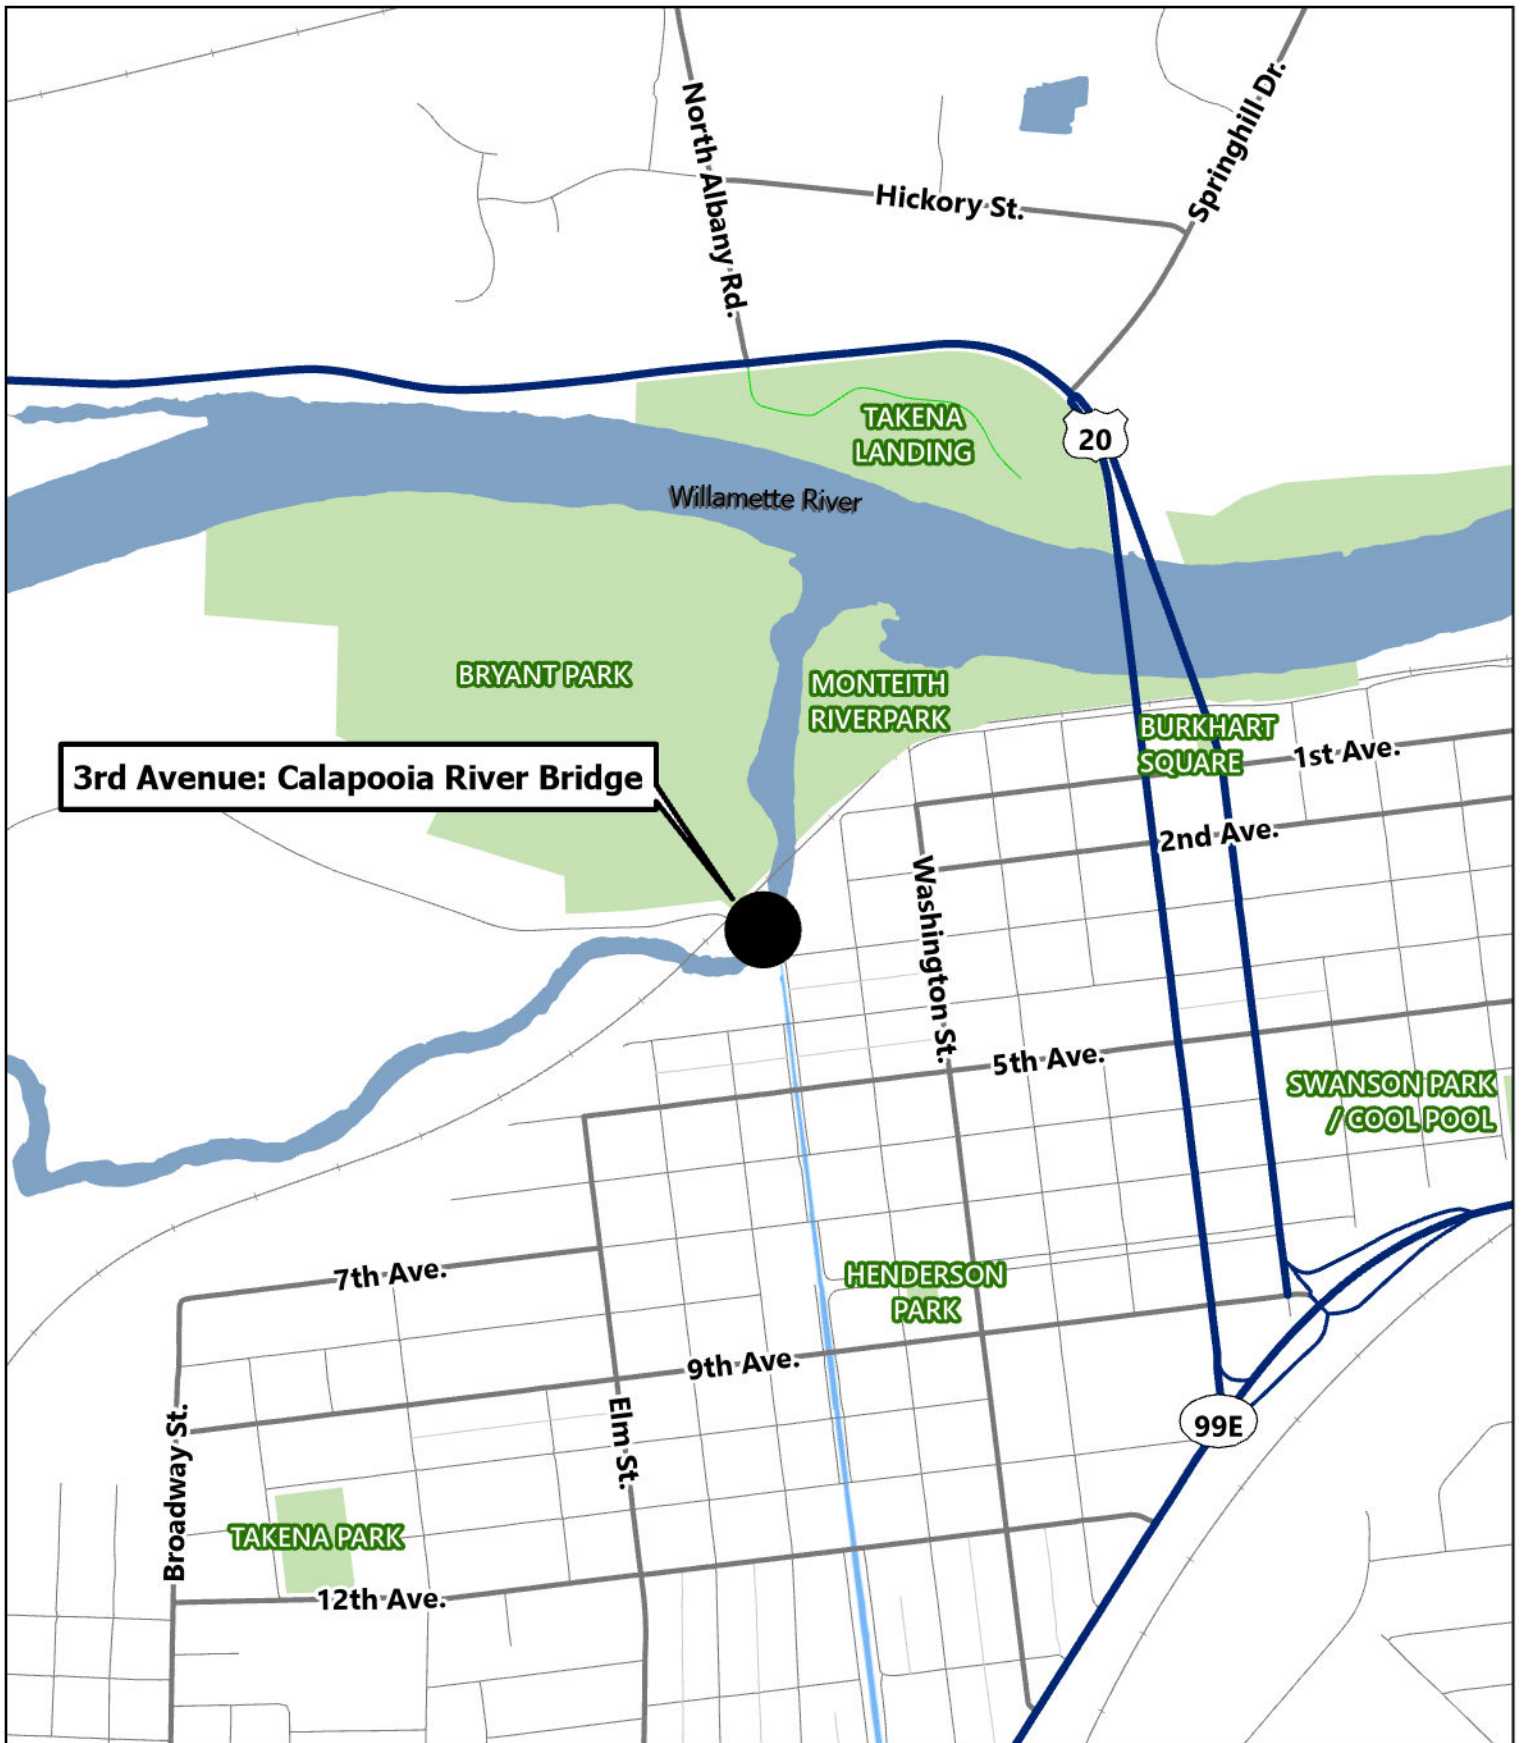 North Albany Rd.
Springhill Dr.
Hickory St.
TAKENA
LANDING
20
Willamette River
BRYANT PARK
MONTEITH
RIVERPARK
BURKHART
SQUARE
1st Ave.
3rd Avenue: Calapooia River Bridge
2nd Ave.
Washington St.
5th Ave.
SWANSON PARK
/ COOL POOL
7th Ave.
HENDERSON
PARK
9th Ave.
Elm St.
99E
Broadway St.
TAKENA PARK
12th Ave.